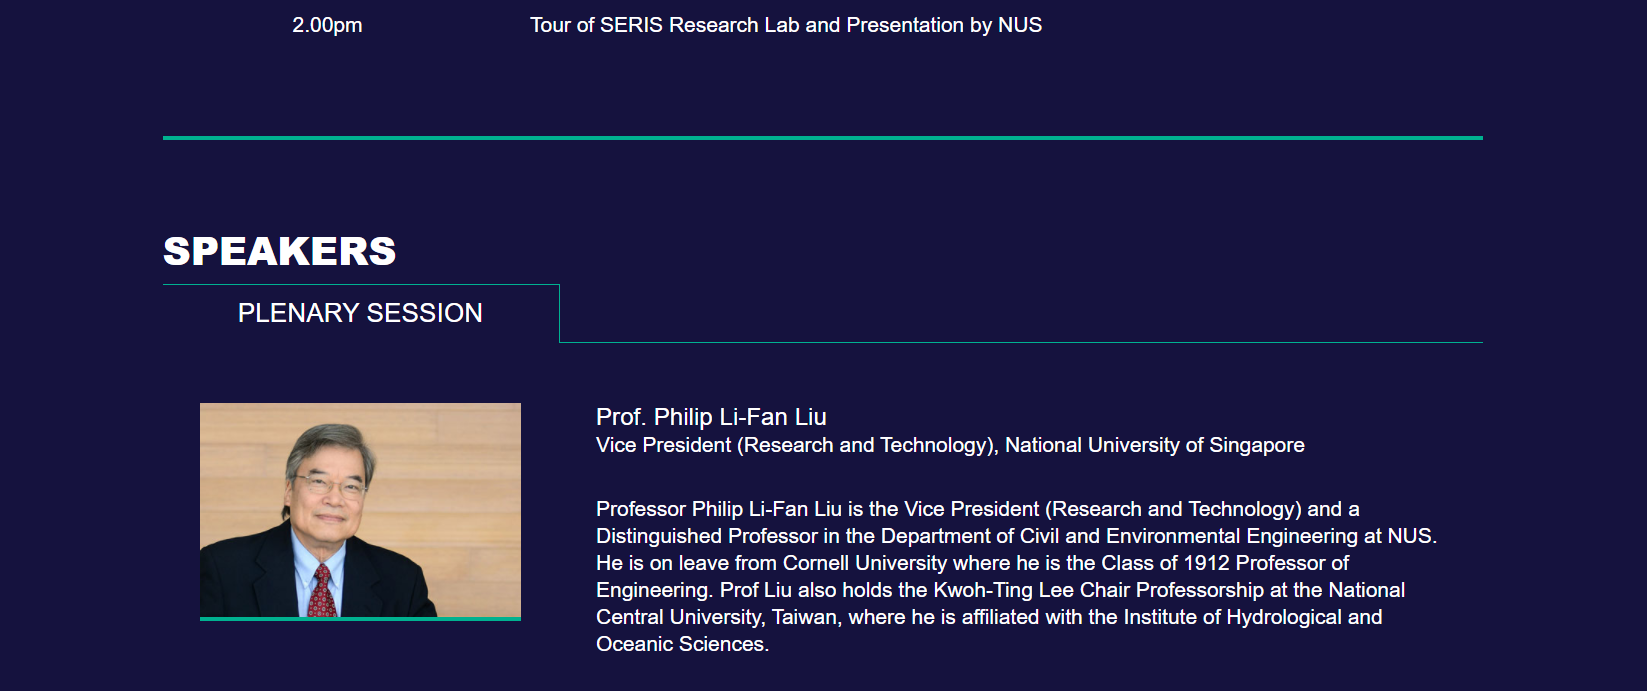 2.00pm Tour of SERIS Research Lab and Presentation by NUS
SPEAKERS
PLENARY SESSION
Prof. Philip Li-Fan Liu
Vice President (Research and Technology), National University of Singapore
Professor Philip Li-Fan Liu is the Vice President (Research and Technology) and a
Distinguished Professor in the Department of Civil and Environmental Engineering at NUS.
He is on leave from Cornell University where he is the Class of 1912 Professor of
Engineering. Prof Liu also holds the Kwoh-Ting Lee Chair Professorship at the National
Central University, Taiwan, where he is affiliated with the Institute of Hydrological and
Oceanic Sciences.